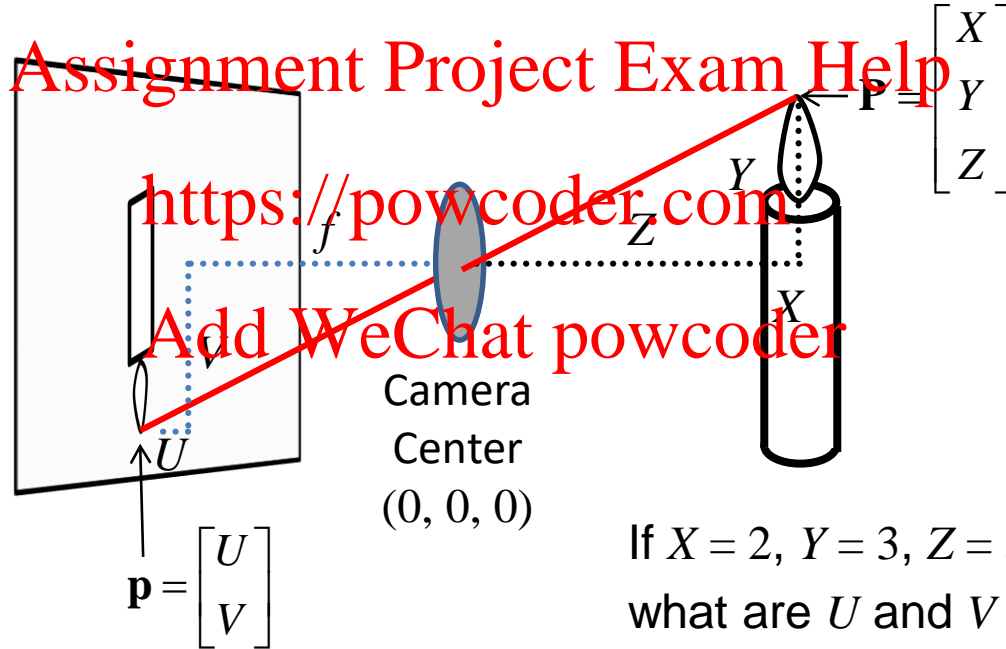 Assignment Project Exam Help
P = [X Y Z]
Y
https://powcoder.com
f
Z
X
Add WeChat powcoder
V
Camera
Center
(0, 0, 0)
U
p = [U V]
If X = 2, Y = 3, Z =
what are U and V